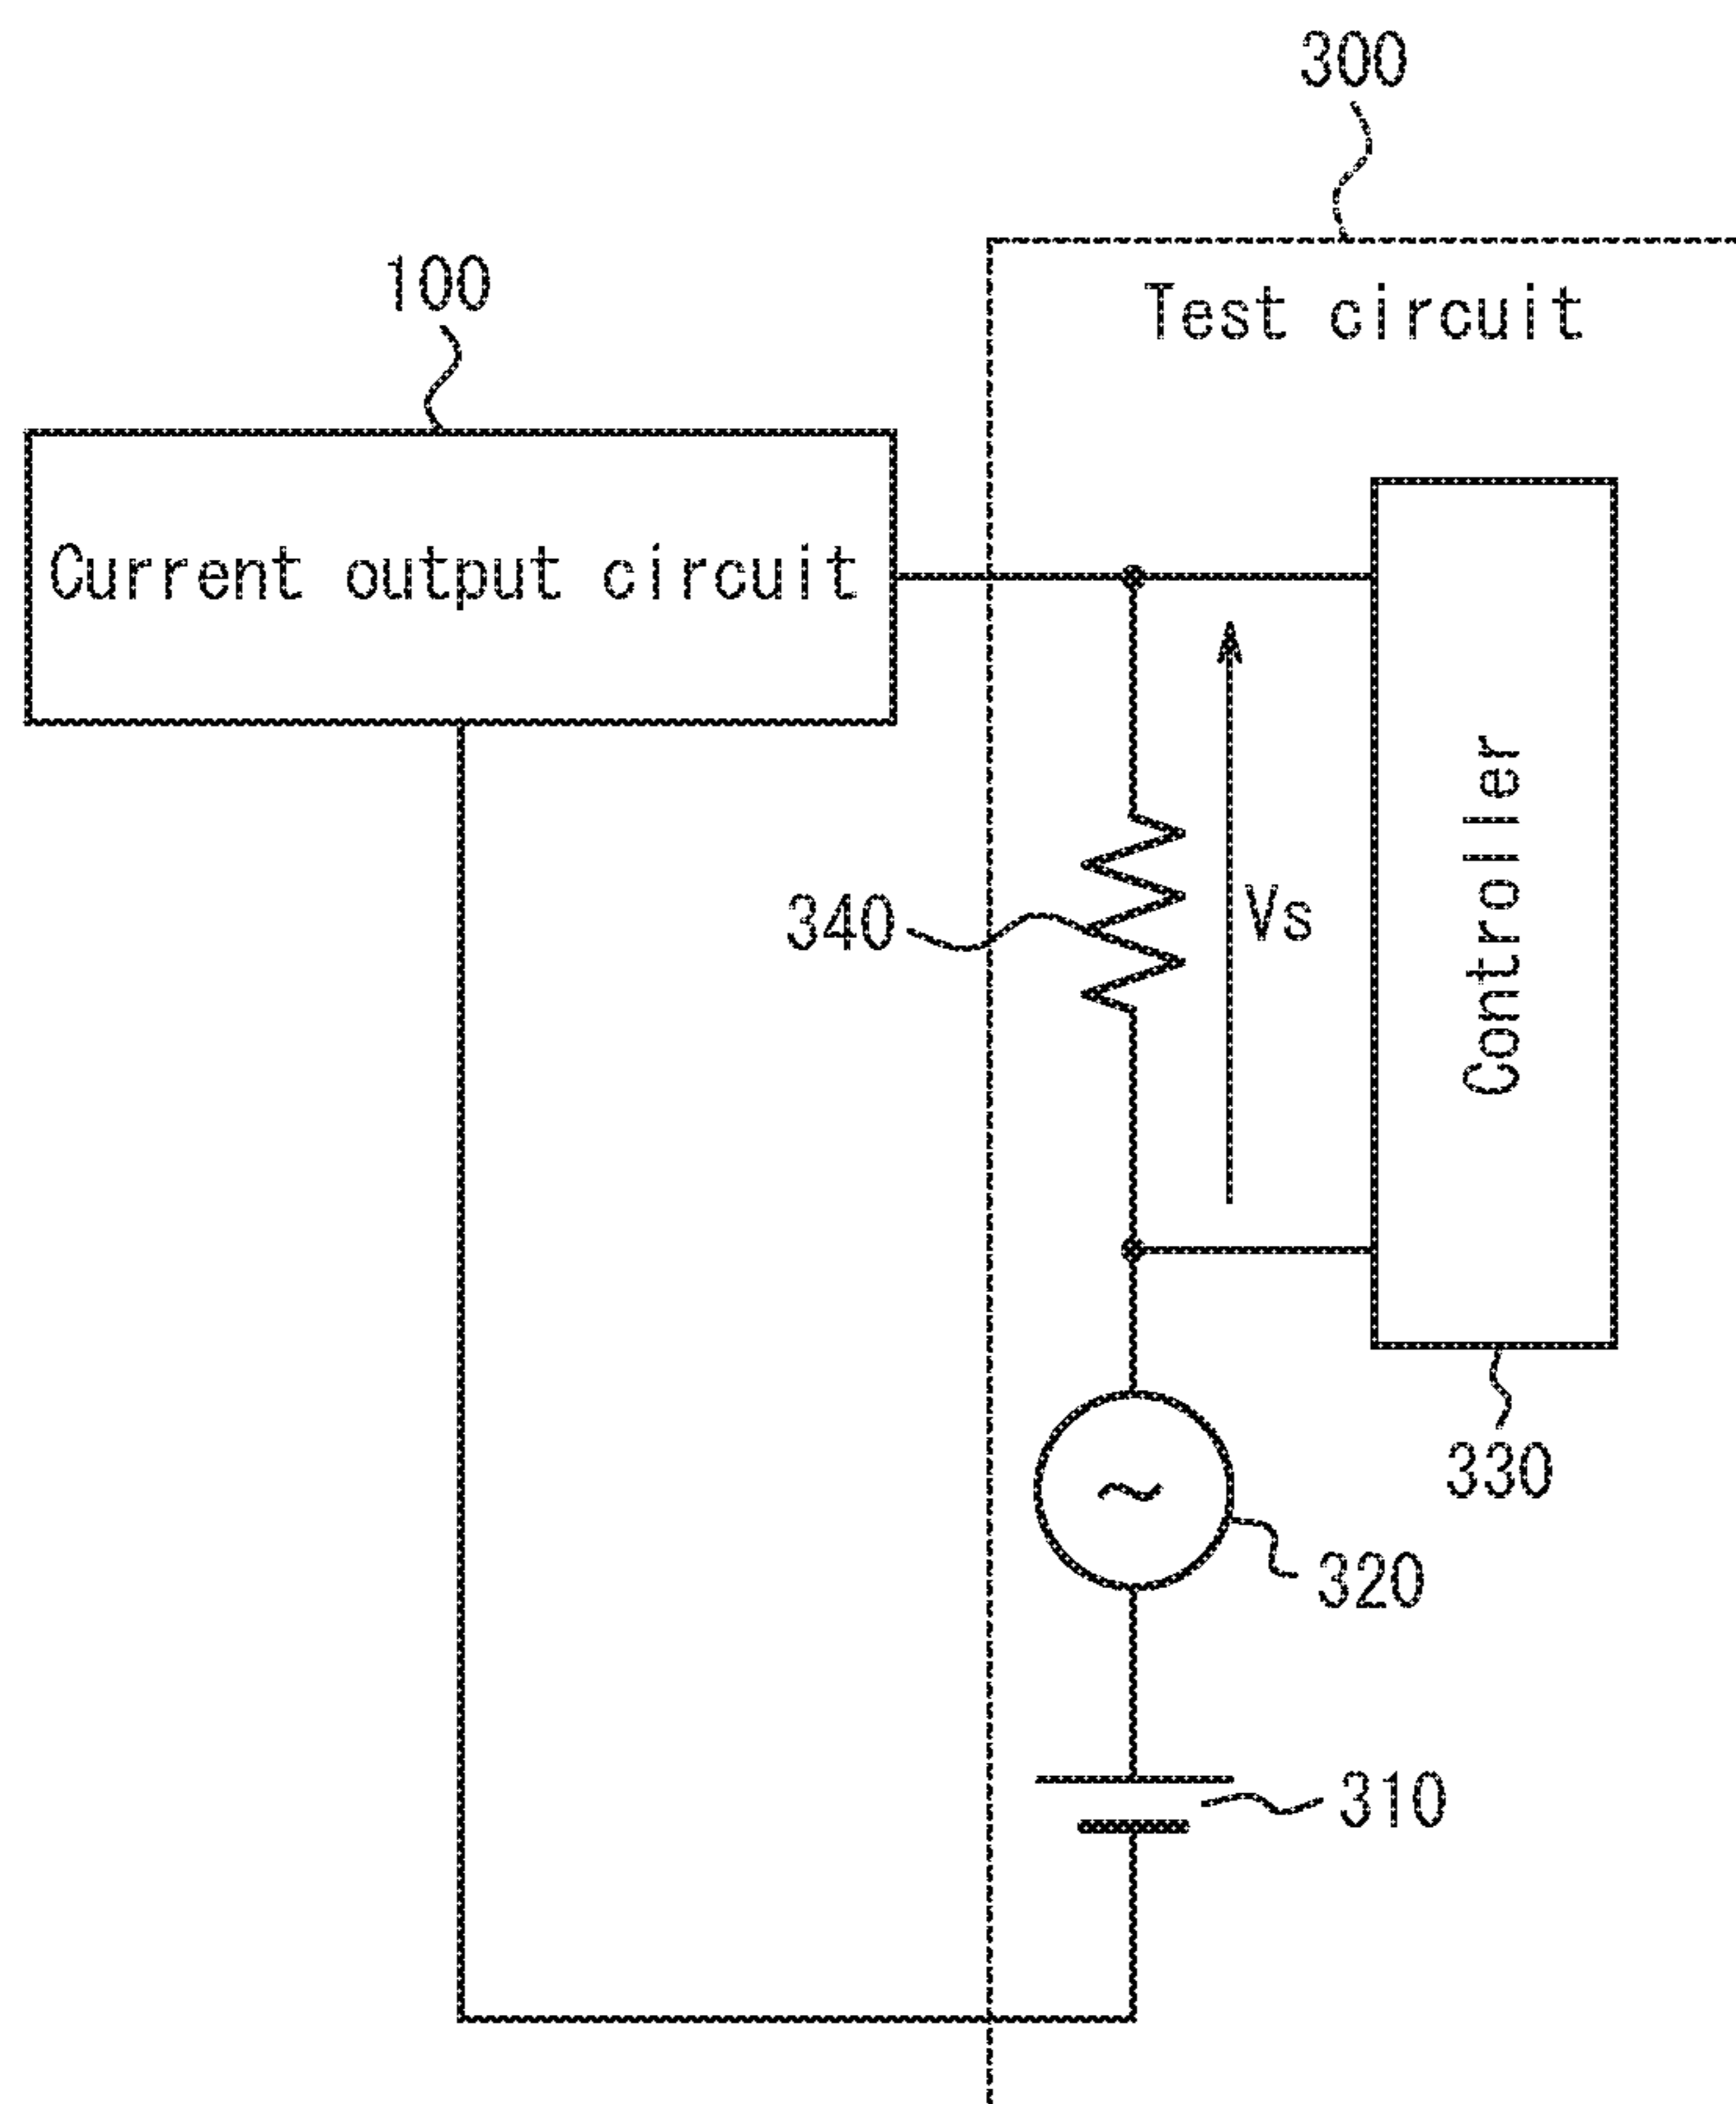 300
Test circuit
100
Current output circuit
340
Vs
Controller
330
320
310